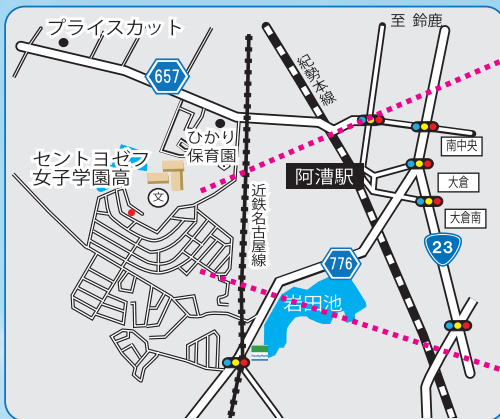 プライスカット
至 鈴鹿
657
紀勢本線
ひかり
保育園
南中央
セントヨゼフ
女子学園高
文
阿漕駅
大倉
近鉄名古屋線
大倉南
23
776
岩田池
FamilyMart